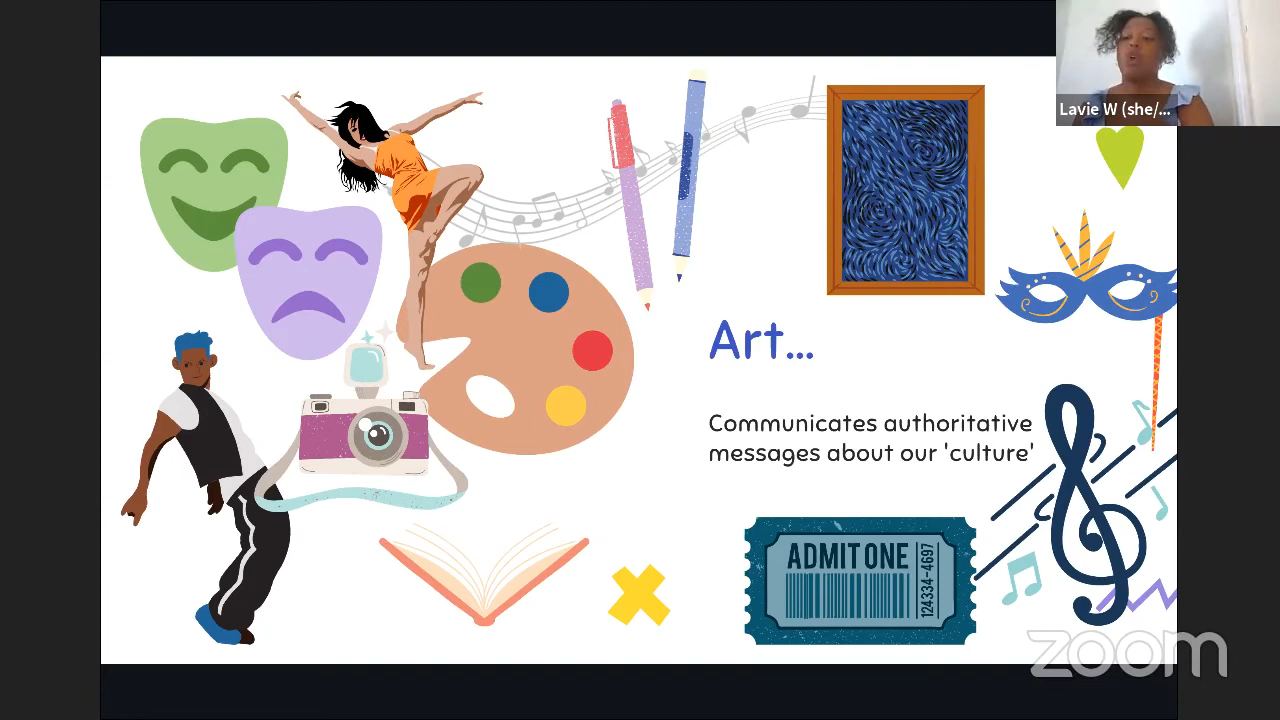 Lavie W (she/...
Art...
Communicates authoritative
messages about our 'culture'
ADMIT ONE
124334-4697
zoom